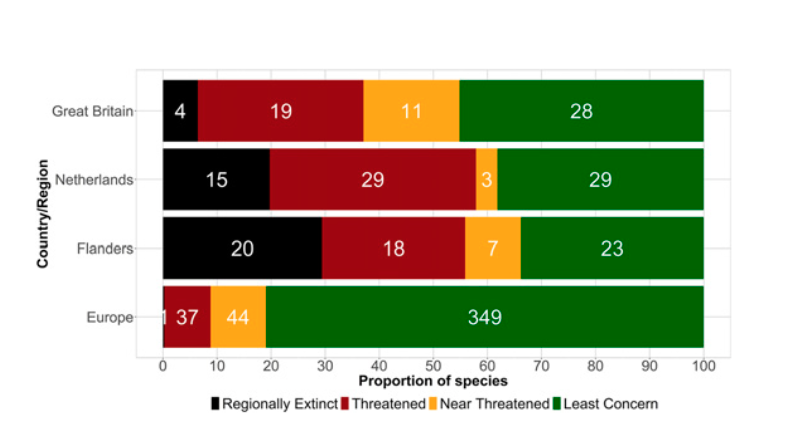 Country/Region
Great Britain 4 19 11 28
Netherlands 15 29 3 29
Flanders 20 18 7 23
Europe 1 37 44 349
0 10 20 30 40 50 60 70 80 90 100
Proportion of species
Regionally Extinct Threatened Near Threatened Least Concern